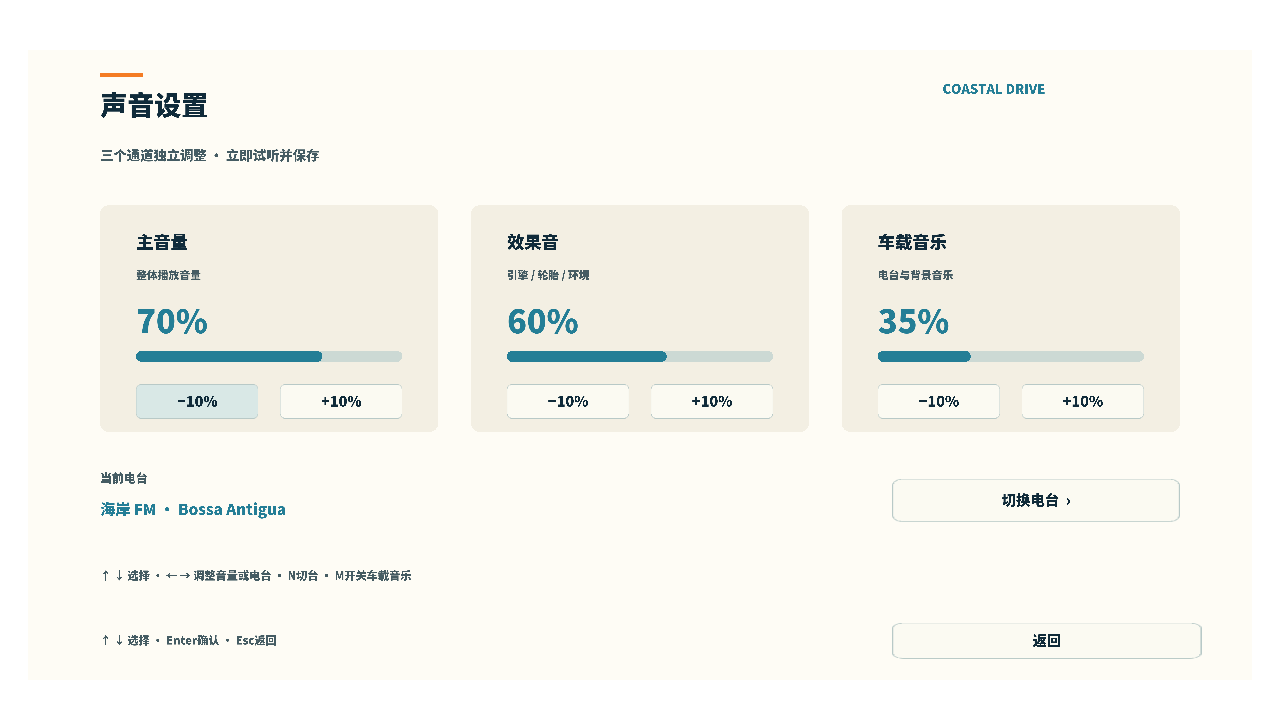 声音设置
COASTAL DRIVE
三个通道独立调整 · 立即试听并保存
主音量
整体播放音量
70%
−10%
+10%
效果音
引擎 / 轮胎 / 环境
60%
−10%
+10%
车载音乐
电台与背景音乐
35%
−10%
+10%
当前电台
海岸 FM · Bossa Antigua
切换电台 ›
↑ ↓ 选择 · ← → 调整音量或电台 · N切台 · M开关车载音乐
↑ ↓ 选择 · Enter确认 · Esc返回
返回